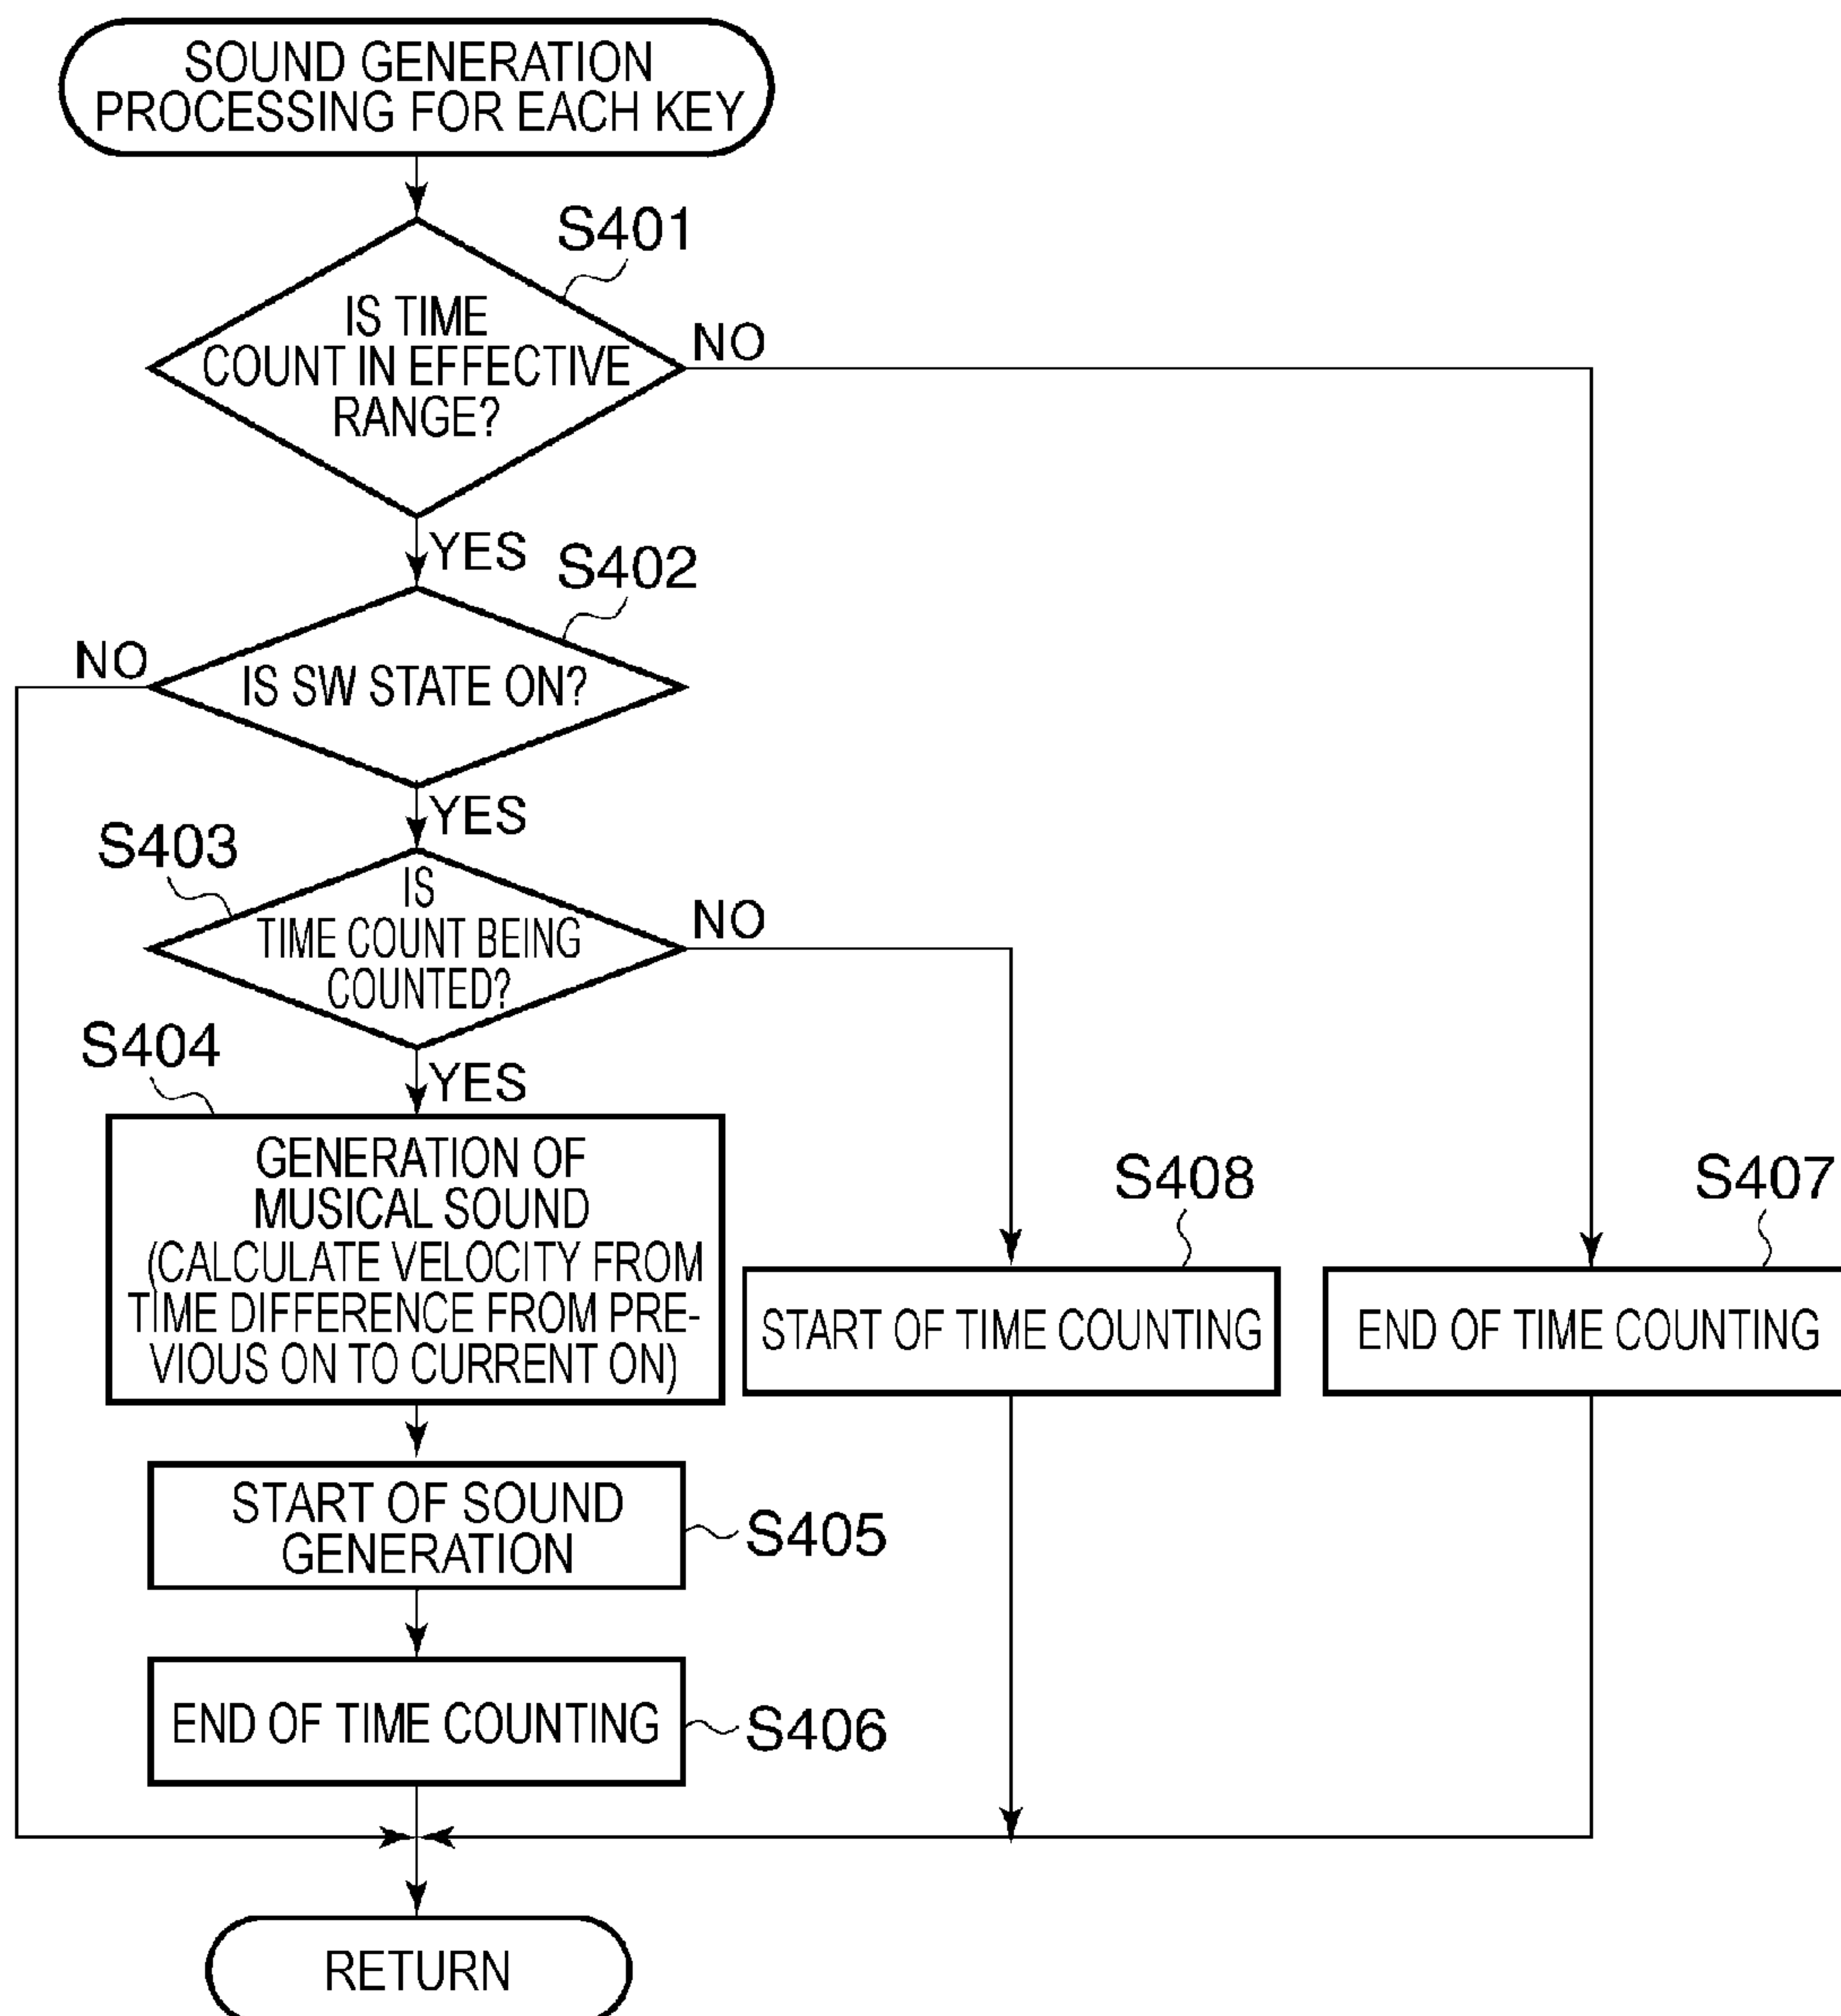 SOUND GENERATION
PROCESSING FOR EACH KEY
S401
IS TIME
COUNT IN EFFECTIVE
RANGE?
NO
YES
S402
NO
IS SW STATE ON?
YES
S403
IS
TIME COUNT BEING
COUNTED?
NO
S404
YES
GENERATION OF
MUSICAL SOUND
(CALCULATE VELOCITY FROM
TIME DIFFERENCE FROM PRE-
VIOUS ON TO CURRENT ON)
S408
START OF TIME COUNTING
S407
END OF TIME COUNTING
START OF SOUND
GENERATION
S405
END OF TIME COUNTING
S406
RETURN